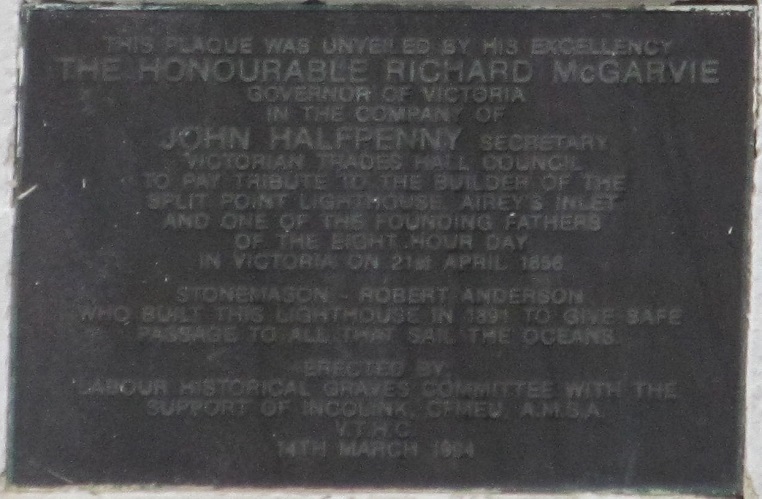 THIS PLAQUE WAS UNVEILED BY HIS EXCELLENCY
THE HONOURABLE RICHARD McGARVIE
GOVERNOR OF VICTORIA
IN THE COMPANY OF
JOHN HALFPENNY SECRETARY
VICTORIAN TRADES HALL COUNCIL
TO PAY TRIBUTE TO THE BUILDER OF THE
SPLIT POINT LIGHTHOUSE, AIREY'S INLET
AND ONE OF THE FOUNDING FATHERS
OF THE EIGHT HOUR DAY
IN VICTORIA ON 21st APRIL 1856
STONEMASON - ROBERT ANDERSON
WHO BUILT THIS LIGHTHOUSE IN 1891 TO GIVE SAFE
PASSAGE TO ALL THAT SAIL THE OCEANS
ERECTED BY
LABOUR HISTORICAL GRAVES COMMITTEE WITH THE
SUPPORT OF INCOLINK, CFMEU, A.M.S.A.
V.T.H.C.
14TH MARCH 1994